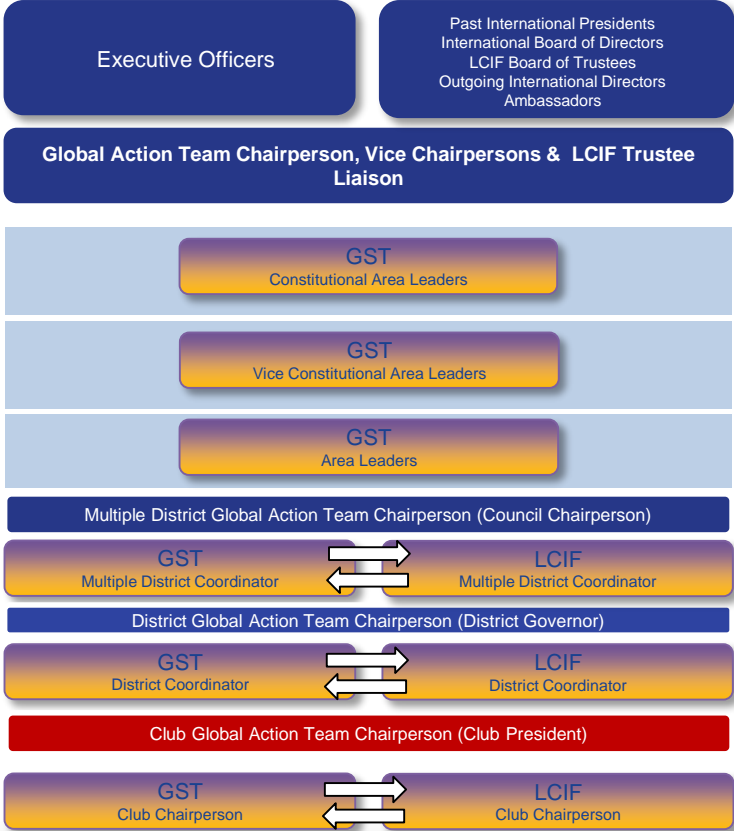 Executive Officers
Past International Presidents
International Board of Directors
LCIF Board of Trustees
Outgoing International Directors
Ambassadors
Global Action Team Chairperson, Vice Chairpersons & LCIF Trustee
Liaison
GST
Constitutional Area Leaders
GST
Vice Constitutional Area Leaders
GST
Area Leaders
Multiple District Global Action Team Chairperson (Council Chairperson)
GST
Multiple District Coordinator
LCIF
Multiple District Coordinator
District Global Action Team Chairperson (District Governor)
GST
District Coordinator
LCIF
District Coordinator
Club Global Action Team Chairperson (Club President)
GST
Club Chairperson
LCIF
Club Chairperson